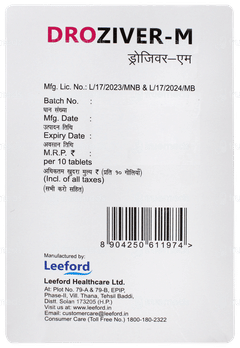 DROZIVER-M
ड्रोजिवर–एम
Mfg. Lic. No.: L/17/2023/MNB & L/17/2024/MB
Batch No. :
घान संख्या
Mfg. Date :
उत्पादन तिथि
Expiry Date :
अवसान तिथि
M.R.P. ₹ :
per 10 tablets
अधिकतम खुदरा मूल्य ₹ (प्रति १० गोलियाँ)
(Incl. of all taxes)
(सभी करों सहित)
8 904250 611974 >
Manufactured by:
Leeford
Leeford Healthcare Ltd.
At: Plot No. 79-A & 79-B, EPIP,
Phase-II, Vill. Thana, Tehsil Baddi,
Distt. Solan 173205 (H.P.)
Visit us at: www.leeford.in
Email: customercare@leeford.in
Consumer Care (Toll Free No.) 1800-180-2322